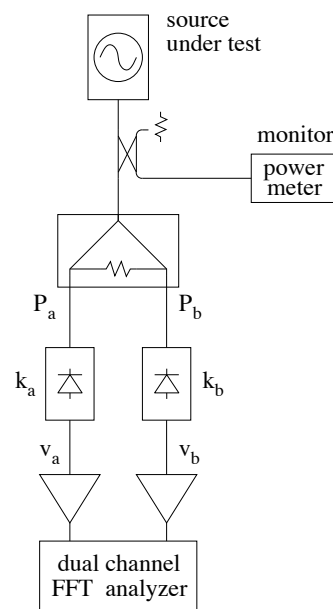 source
under test
monitor
power
meter
P_a
P_b
k_a
k_b
v_a
v_b
dual channel
FFT analyzer